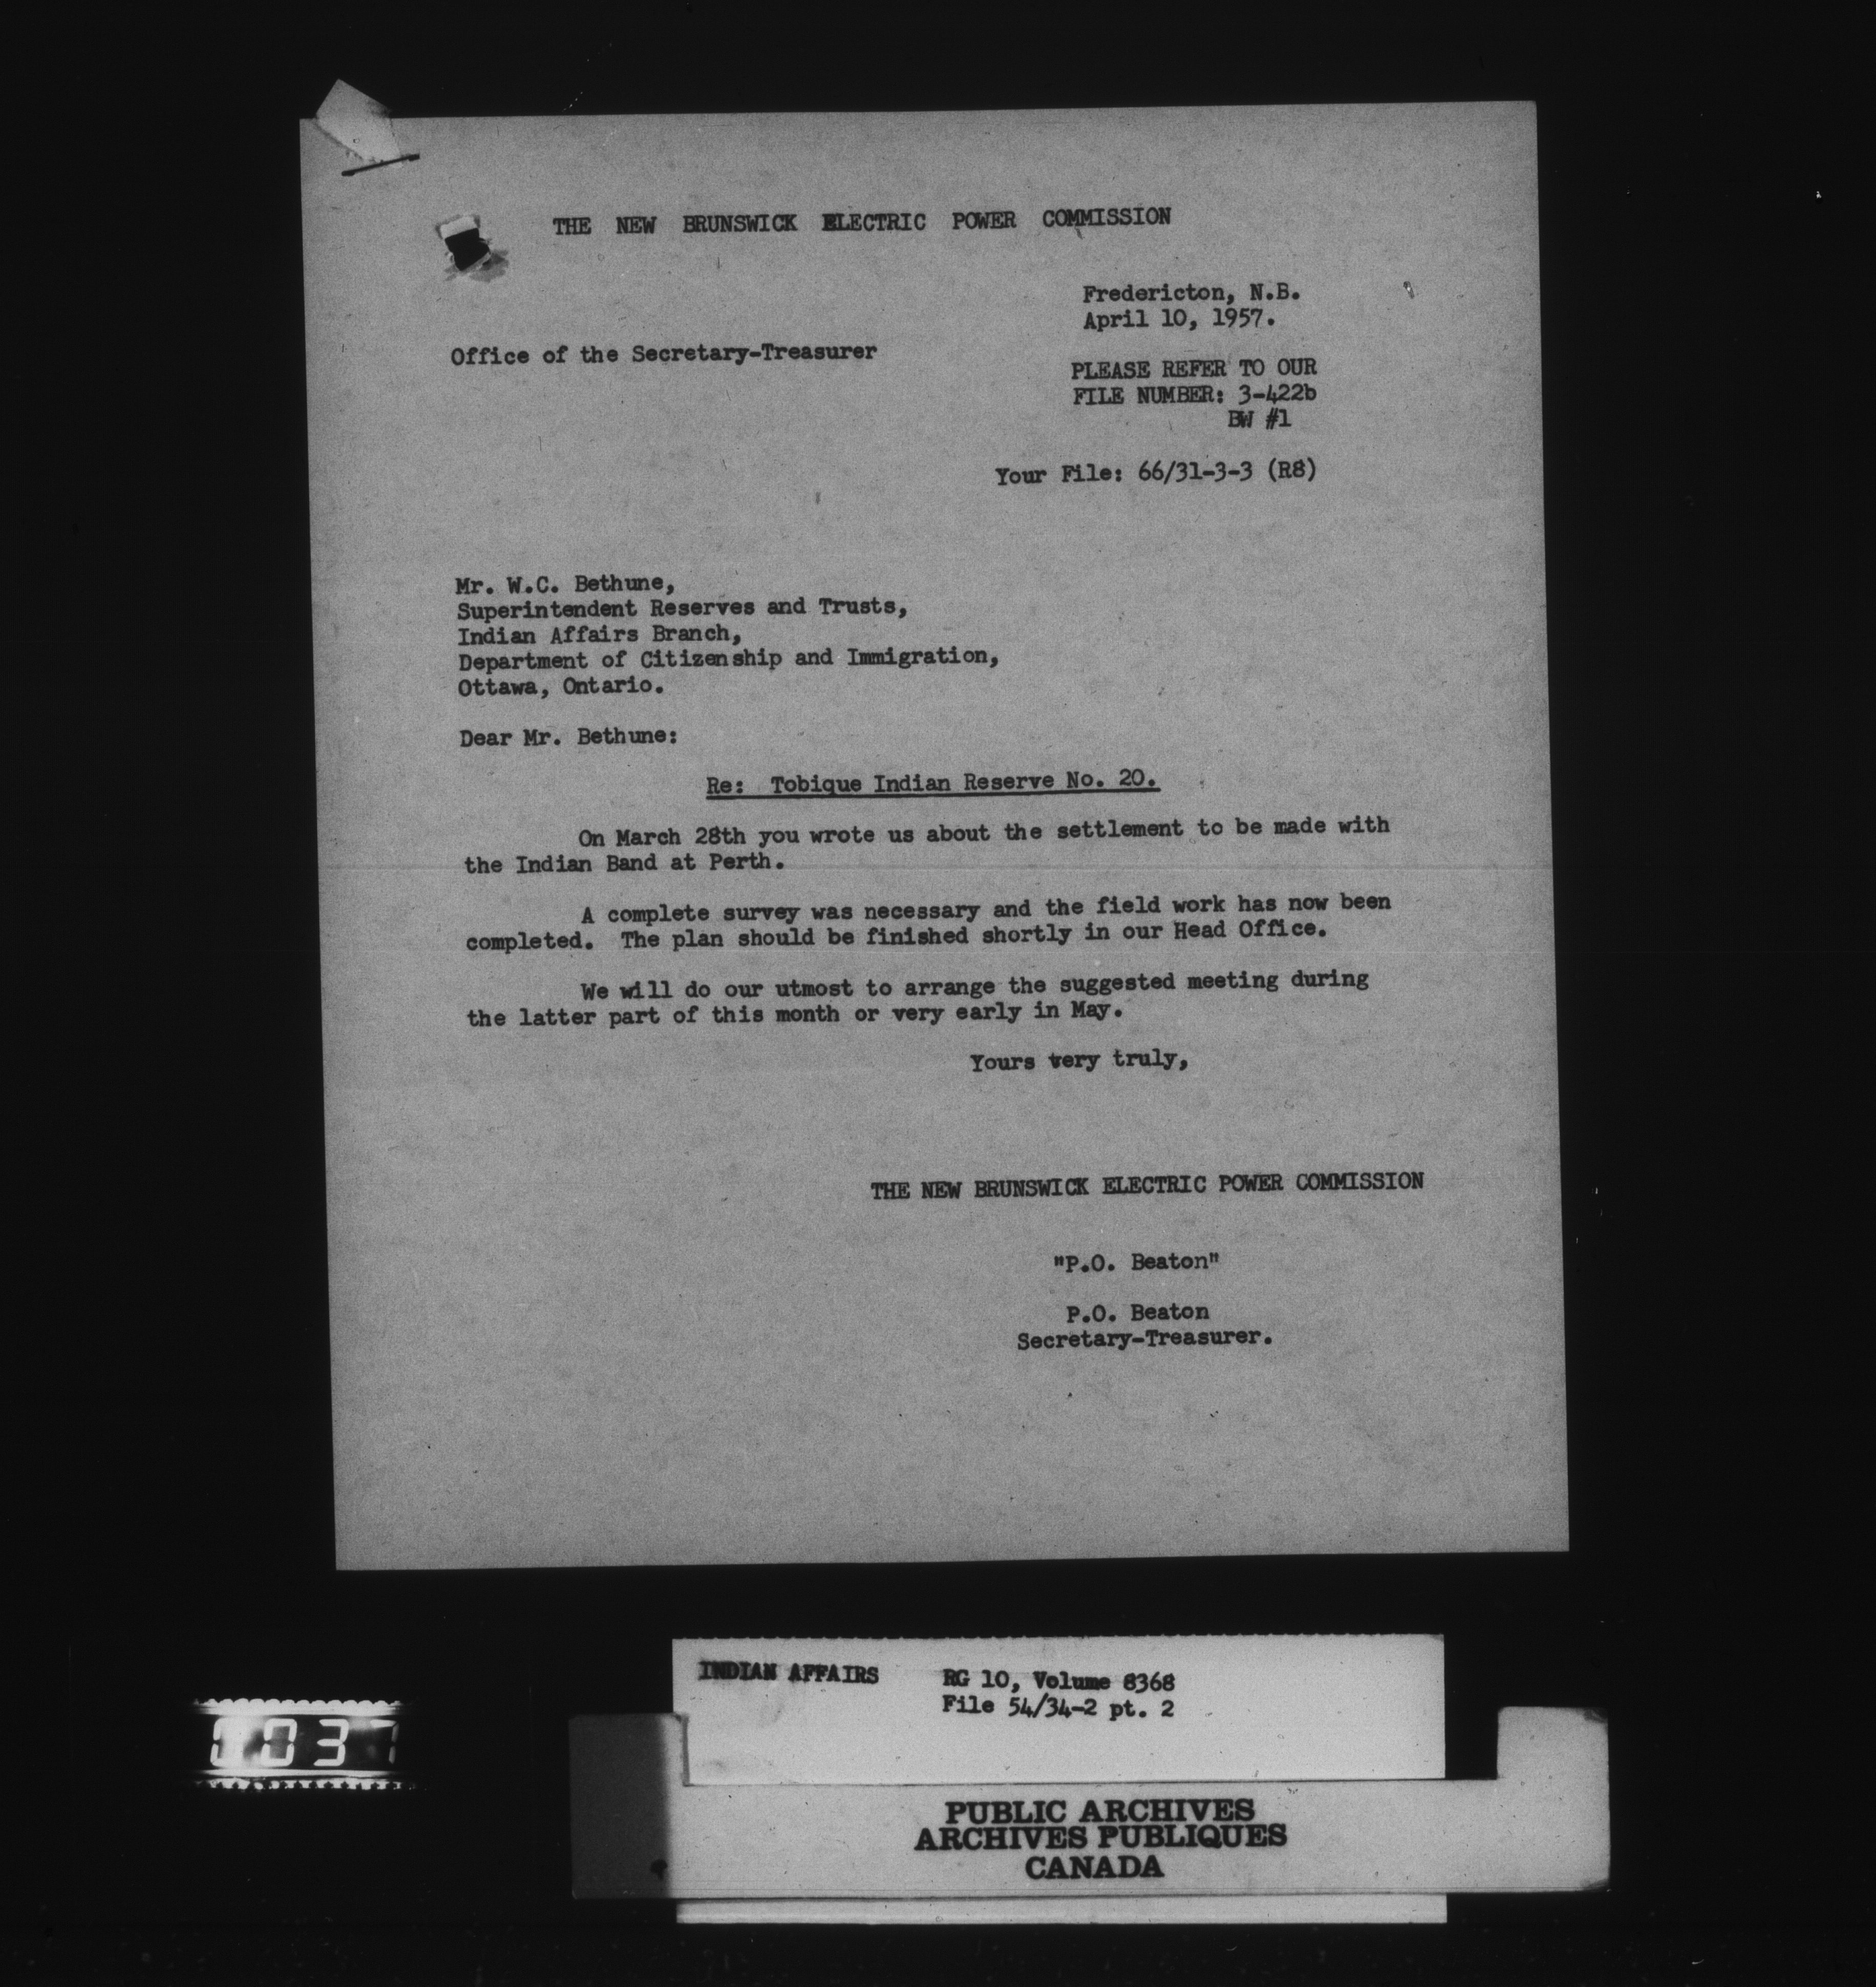 THE NEW BRUNSWICK ELECTRIC POWER COMMISSION
Fredericton, N.B.
April 10, 1957.
Office of the Secretary-Treasurer
PLEASE REFER TO OUR
FILE NUMBER: 3-422b
BW #1
Your File: 66/31-3-3 (R8)
Mr. W.C. Bethune,
Superintendent Reserves and Trusts,
Indian Affairs Branch,
Department of Citizenship and Immigration,
Ottawa, Ontario.
Dear Mr. Bethune:
Re: Tobique Indian Reserve No. 20.
On March 28th you wrote us about the settlement to be made with
the Indian Band at Perth.
A complete survey was necessary and the field work has now been
completed. The plan should be finished shortly in our Head Office.
We will do our utmost to arrange the suggested meeting during
the latter part of this month or very early in May.
Yours very truly,
THE NEW BRUNSWICK ELECTRIC POWER COMMISSION
"P.O. Beaton"
P.O. Beaton
Secretary-Treasurer.
INDIAN AFFAIRS RG 10, Volume 8368
File 54/34-2 pt. 2
PUBLIC ARCHIVES
ARCHIVES PUBLIQUES
CANADA